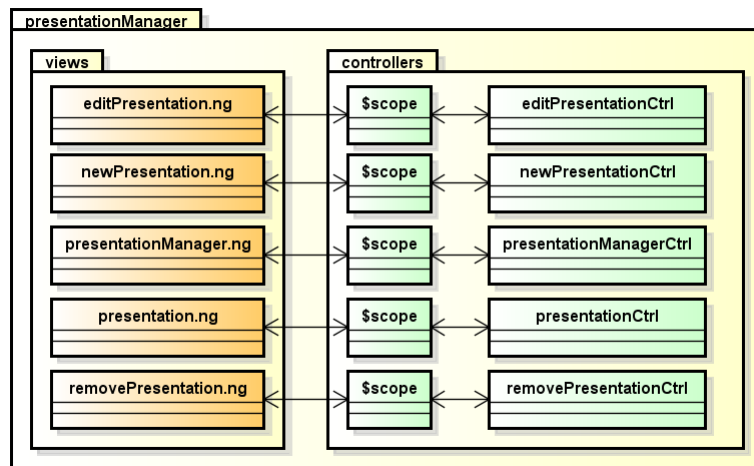 presentationManager
views
controllers
editPresentation.ng
$scope
editPresentationCtrl
newPresentation.ng
$scope
newPresentationCtrl
presentationManager.ng
$scope
presentationManagerCtrl
presentation.ng
$scope
presentationCtrl
removePresentation.ng
$scope
removePresentationCtrl